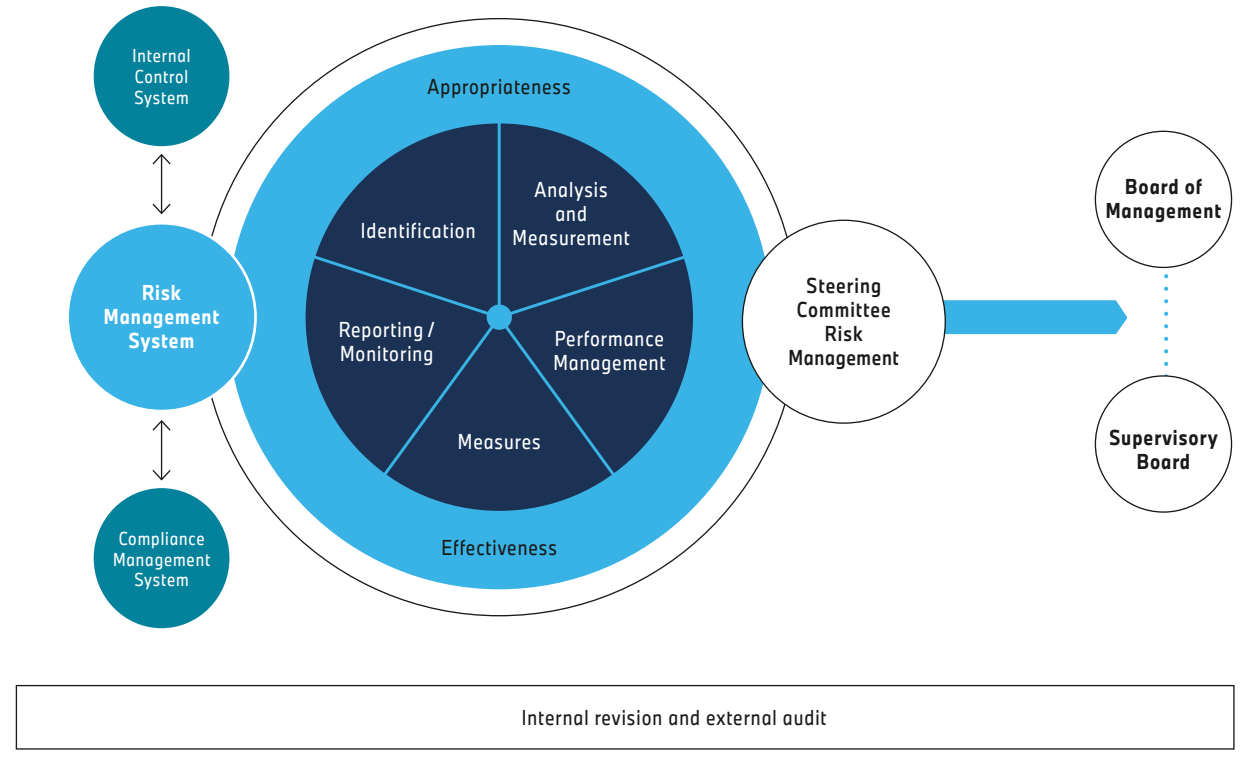 Internal
Control
System
Risk
Management
System
Compliance
Management
System
Appropriateness
Identification
Analysis
and
Measurement
Reporting /
Monitoring
Performance
Management
Measures
Effectiveness
Steering
Committee
Risk
Management
Board of
Management
Supervisory
Board
Internal revision and external audit